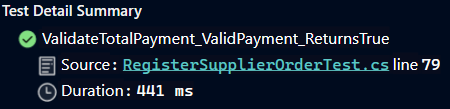 Test Detail Summary
ValidateTotalPayment_ValidPayment_ReturnsTrue
Source: RegisterSupplierOrderTest.cs line 79
Duration: 441 ms